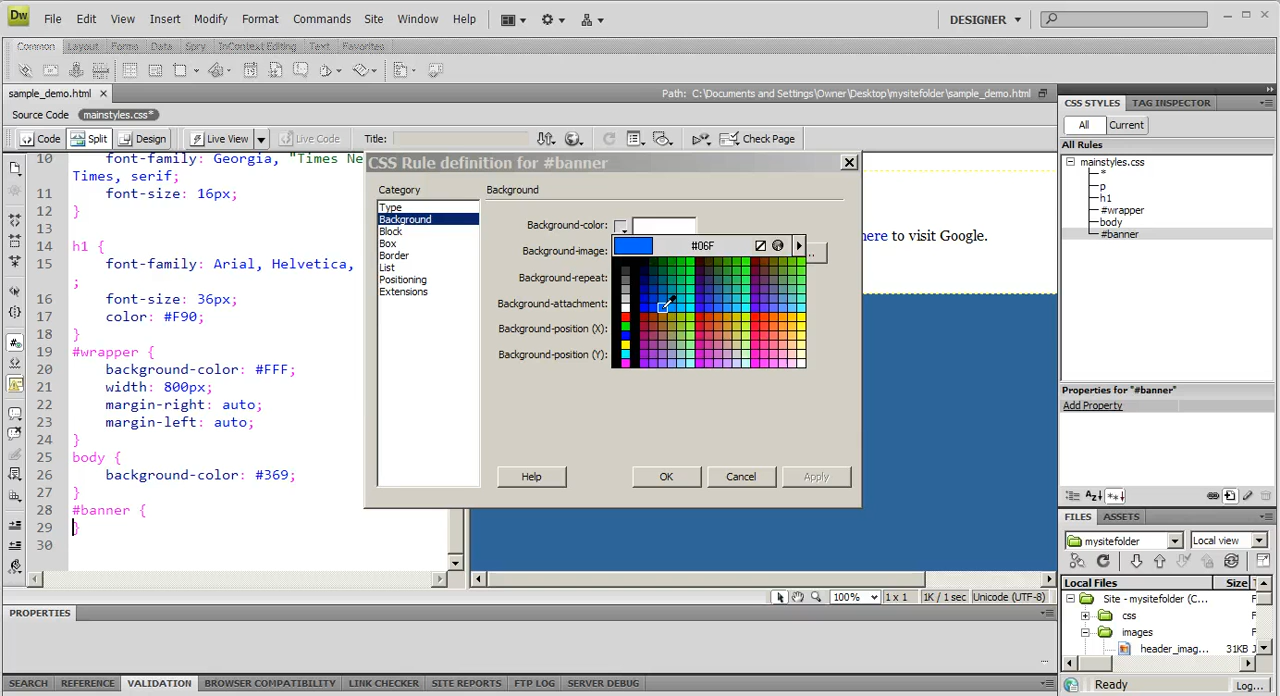 Dw File Edit View Insert Modify Format Commands Site Window Help DESIGNER
Common Layout Forms Data Spry InContext Editing Text Favorites
sample_demo.html Path: C:\Documents and Settings\Owner\Desktop\mysitefolder\sample_demo.html
Source Code mainstyles.css*
Code Split Design Live View Live Code Title: Check Page
10 font-family: Georgia, "Times Ne
Times, serif;
11 font-size: 16px;
12 }
13
14 h1 {
15 font-family: Arial, Helvetica,
;
16 font-size: 36px;
17 color: #F90;
18 }
19 #wrapper {
20 background-color: #FFF;
21 width: 800px;
22 margin-right: auto;
23 margin-left: auto;
24 }
25 body {
26 background-color: #369;
27 }
28 #banner {
29 }
30
CSS Rule definition for #banner
Category
Type
Background
Block
Box
Border
List
Positioning
Extensions
Background
Background-color:
#06F
Background-image:
Background-repeat:
Background-attachment:
Background-position (X):
Background-position (Y):
Help OK Cancel Apply
here to visit Google.
100% 1 x 1 1K / 1 sec Unicode (UTF-8)
CSS STYLES TAG INSPECTOR
All Current
All Rules
mainstyles.css
*
p
h1
#wrapper
body
#banner
Properties for "#banner"
Add Property
FILES ASSETS
mysitefolder Local view
Local Files Size
Site - mysitefolder (C... F
css F
images F
header_imag... 31KB J
Ready Log...
PROPERTIES
SEARCH REFERENCE VALIDATION BROWSER COMPATIBILITY LINK CHECKER SITE REPORTS FTP LOG SERVER DEBUG